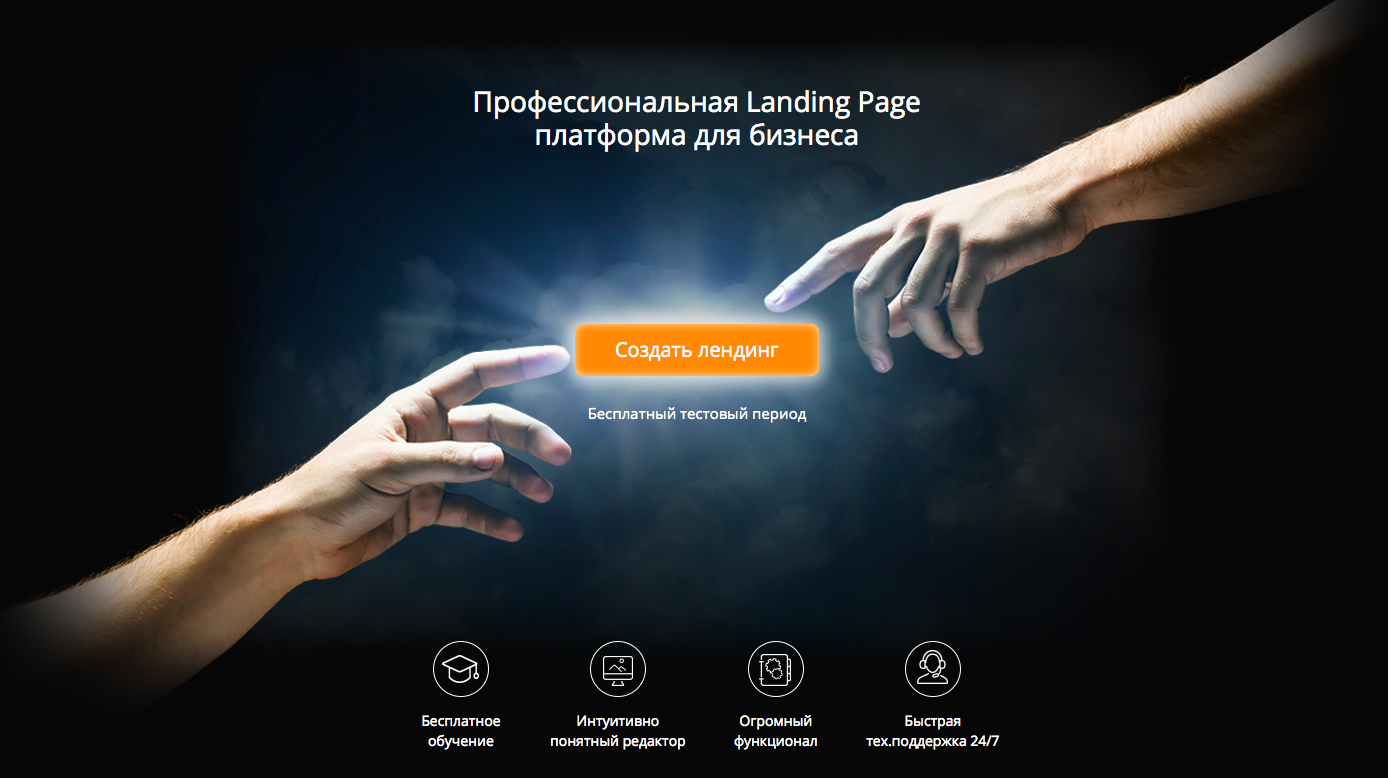 Профессиональная Landing Page
платформа для бизнеса
Создать лендинг
Бесплатный тестовый период
Бесплатное
обучение
Интуитивно
понятный редактор
Огромный
функционал
Быстрая
тех.поддержка 24/7